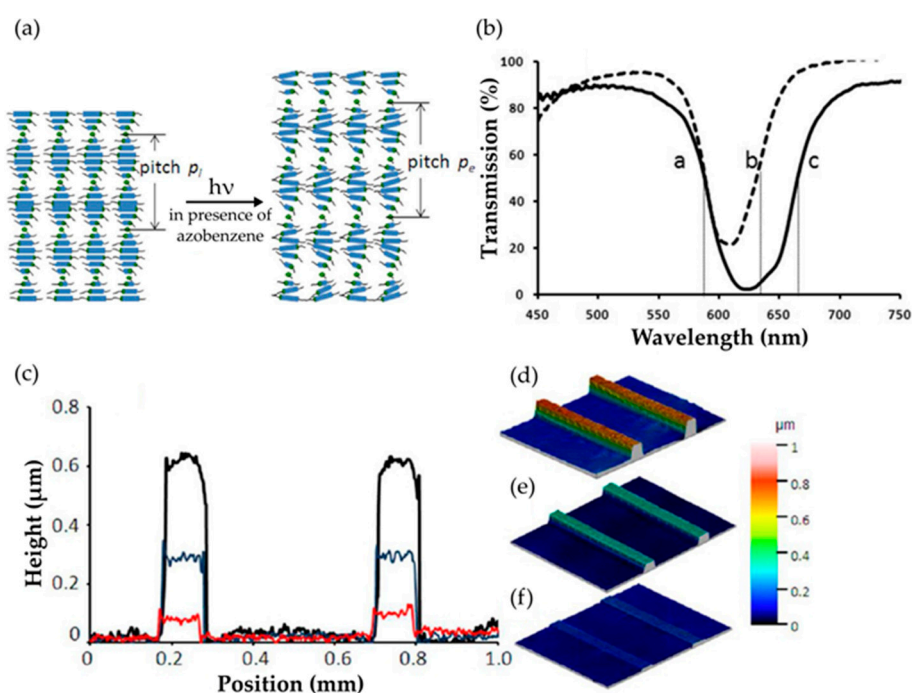 (a)
pitch pᵢ
hν
in presence of
azobenzene
pitch pₑ
(b)
Transmission (%)
100
80
60
40
20
0
a
b
c
450
500
550
600
650
700
750
Wavelength (nm)
(c)
Height (µm)
0.8
0.6
0.4
0.2
0
0
0.2
0.4
0.6
0.8
1.0
Position (mm)
(d)
(e)
(f)
µm
1
0.8
0.6
0.4
0.2
0